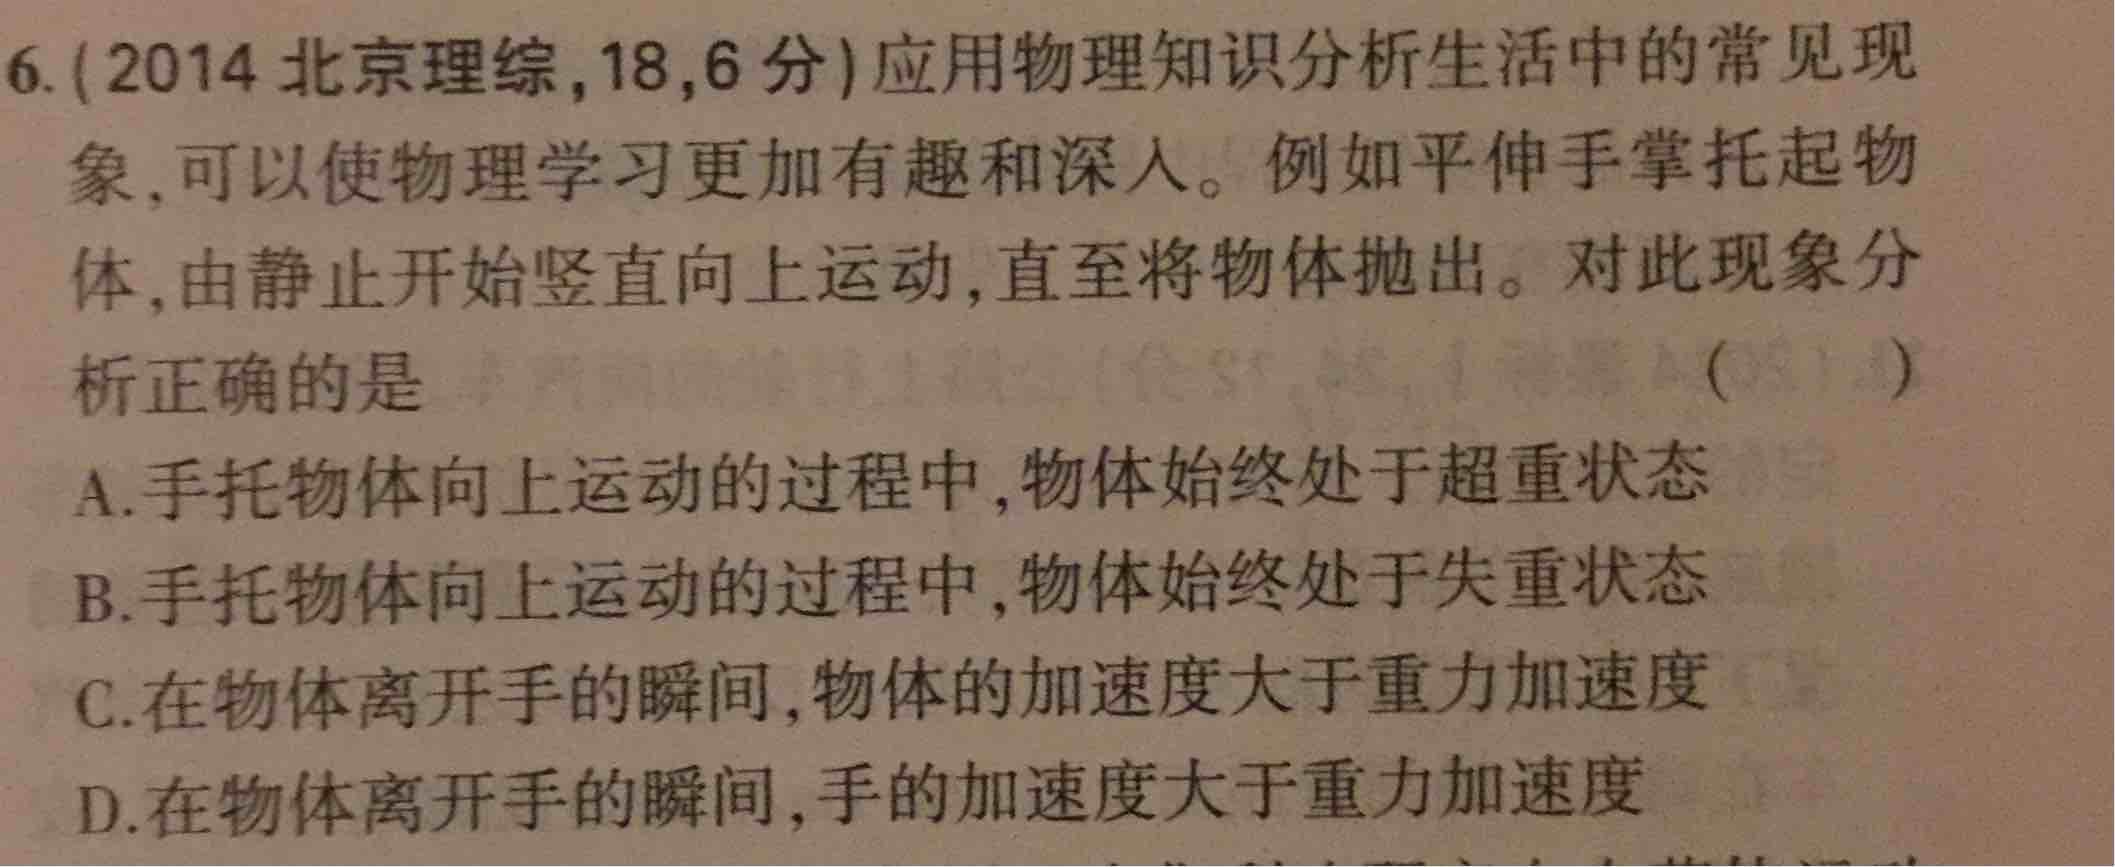 6.(2014 北京理综,18,6 分)应用物理知识分析生活中的常见现
象,可以使物理学习更加有趣和深入。例如平伸手掌托起物
体,由静止开始竖直向上运动,直至将物体抛出。对此现象分
析正确的是 ( )
A.手托物体向上运动的过程中,物体始终处于超重状态
B.手托物体向上运动的过程中,物体始终处于失重状态
C.在物体离开手的瞬间,物体的加速度大于重力加速度
D.在物体离开手的瞬间,手的加速度大于重力加速度